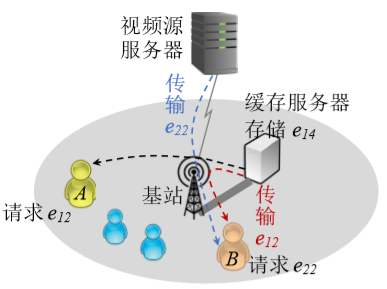 视频源
服务器
传
输
e22
缓存服务器
存储 e14
A
基站
请求 e12
传
输
e12
B
请求 e22